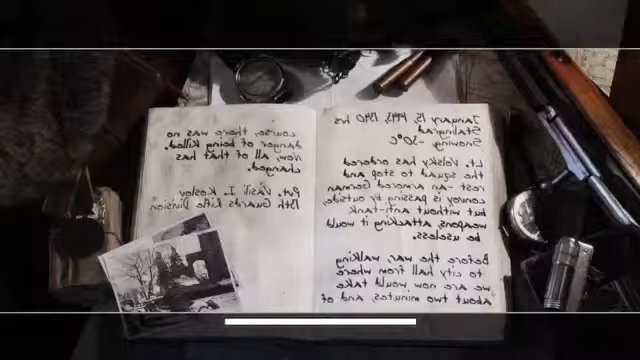 January 15, 1943, 1340 hrs
Stalingrad
Snowing, -30°C
Lt. Volsky has ordered
the squad to stop and
rest - an armored German
convoy is passing by outside,
but without anti-tank
weapons, attacking it would
be useless.
Before the war, walking
to city hall from where
we are now would take
about two minutes, and, of
course, there was no
danger of being killed.
Now, all of that has
changed.
Pvt. Vasili I. Koslov
13th Guards Rifle Division